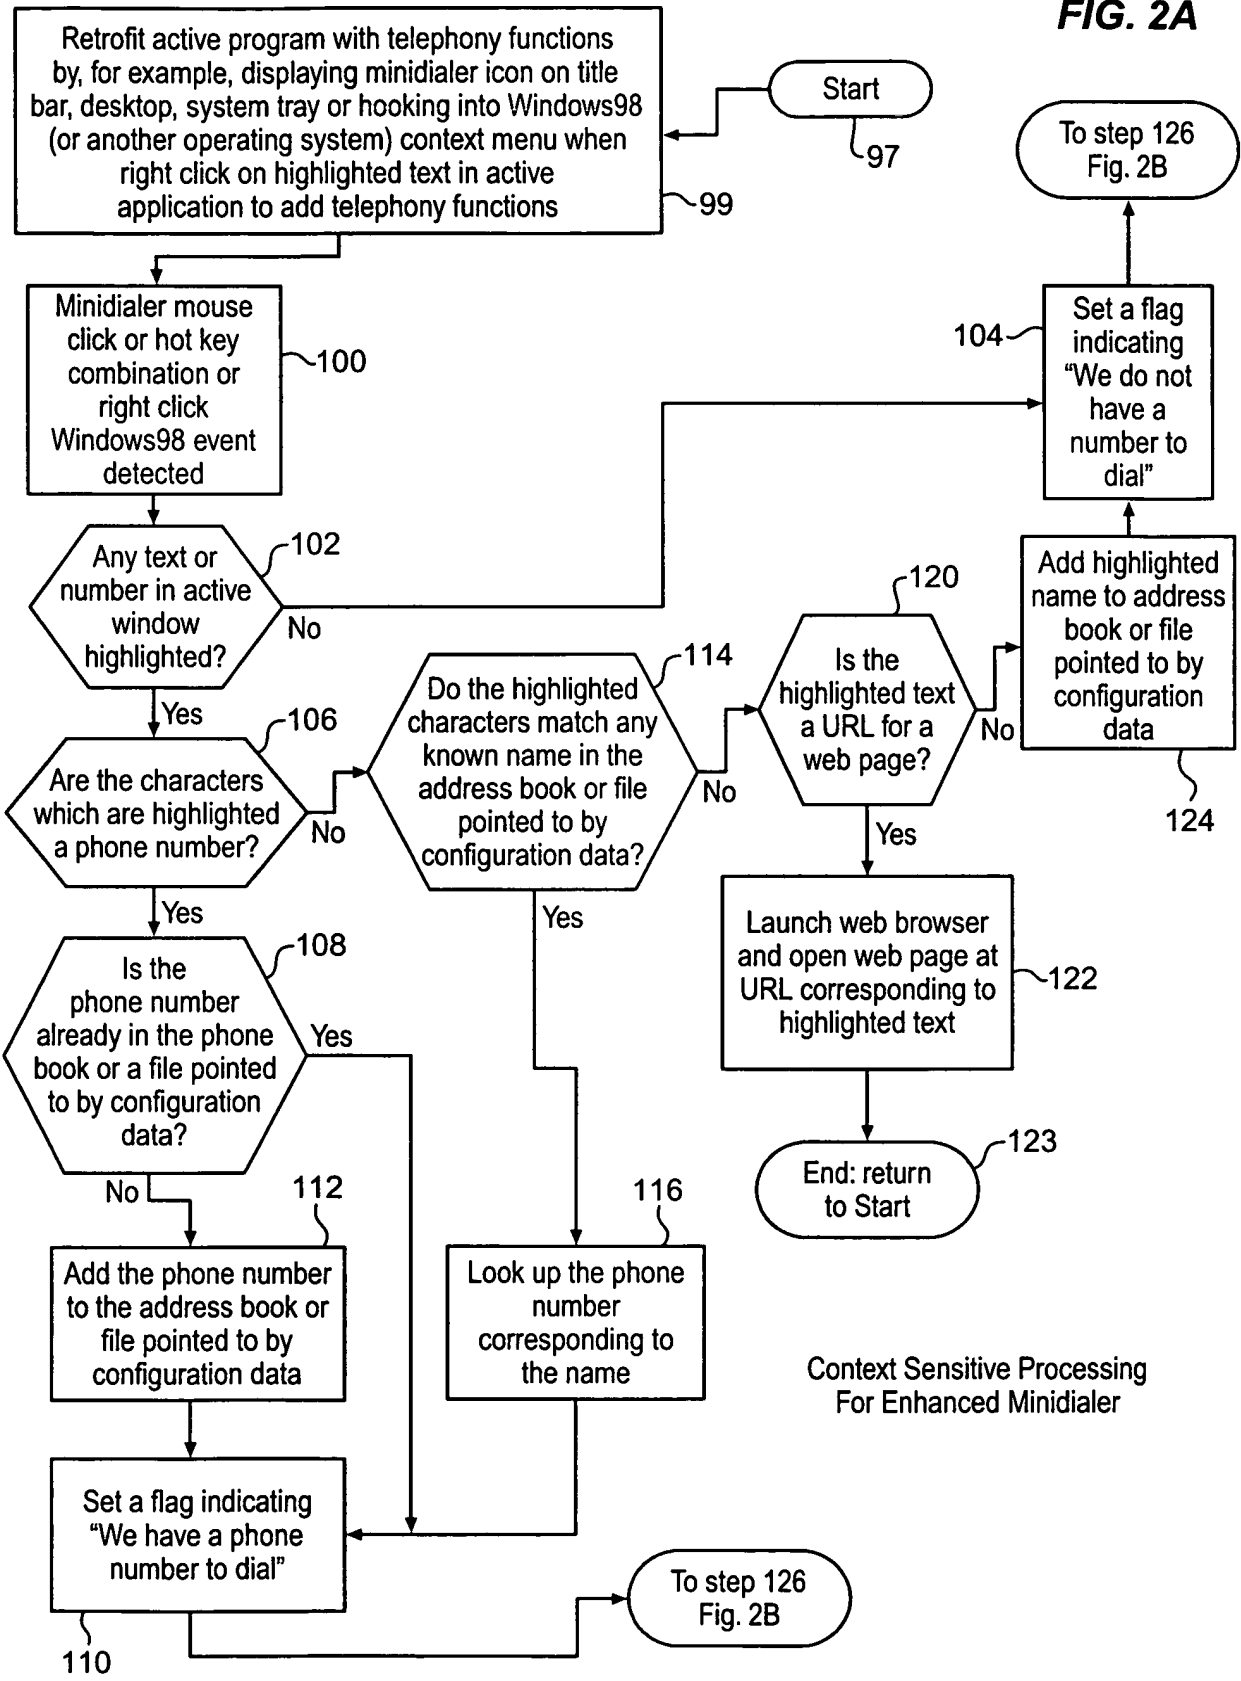 FIG. 2A
Retrofit active program with telephony functions
by, for example, displaying minidialer icon on title
bar, desktop, system tray or hooking into Windows98
(or another operating system) context menu when
right click on highlighted text in active
application to add telephony functions
99
Start
97
To step 126
Fig. 2B
Minidialer mouse
click or hot key
combination or
right click
Windows98 event
detected
100
104
Set a flag
indicating
“We do not
have a
number to
dial”
Any text or
number in active
window
highlighted?
102
No
Yes
120
Is the
highlighted text
a URL for a
web page?
No
Yes
Add highlighted
name to address
book or file
pointed to by
configuration
data
124
114
Do the highlighted
characters match any
known name in the
address book or file
pointed to by
configuration data?
No
Yes
106
Are the characters
which are highlighted
a phone number?
No
Yes
Launch web browser
and open web page at
URL corresponding to
highlighted text
122
108
Is the
phone number
already in the phone
book or a file pointed
to by configuration
data?
Yes
No
123
End: return
to Start
112
Add the phone number
to the address book or
file pointed to by
configuration data
116
Look up the phone
number
corresponding to
the name
Context Sensitive Processing
For Enhanced Minidialer
Set a flag indicating
“We have a phone
number to dial”
110
To step 126
Fig. 2B